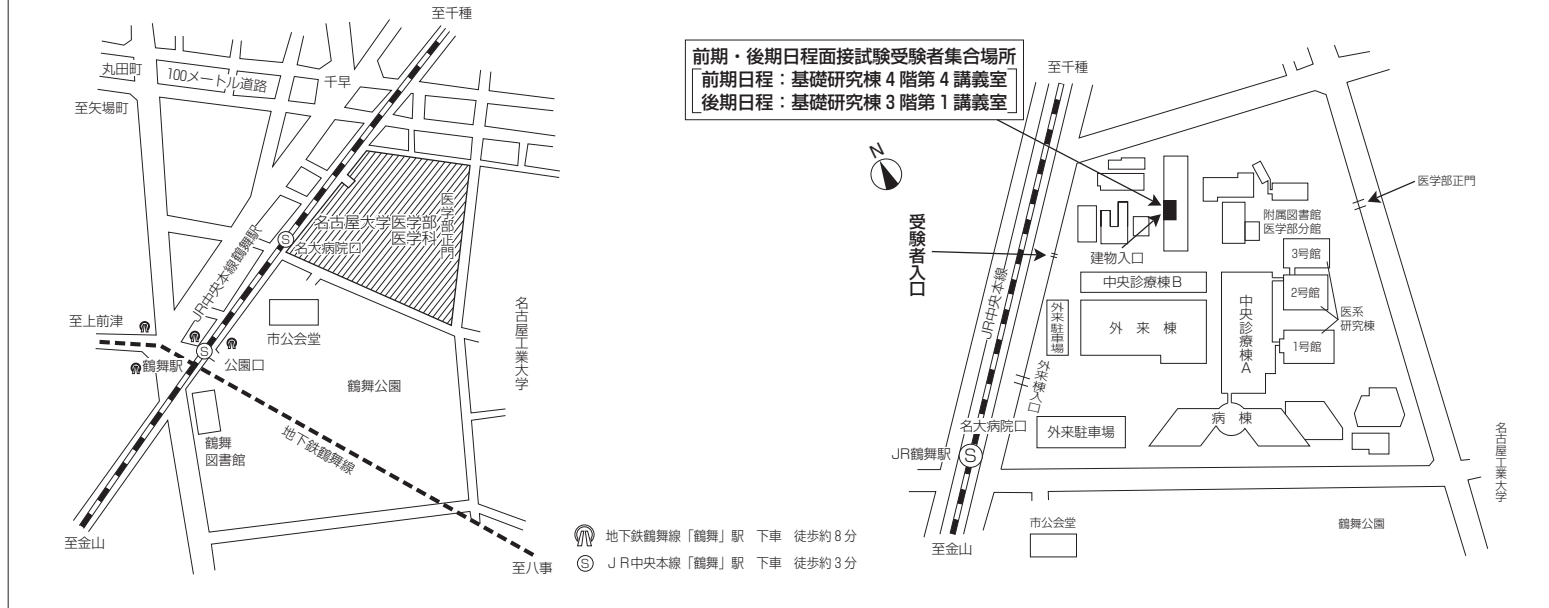 至千種
丸田町
100メートル道路
千早
至矢場町
名古屋大学医学部
医学科
医学部正門
名大病院口
JR中央本線鶴舞駅
至上前津
市公会堂
名古屋工業大学
鶴舞駅
公園口
鶴舞公園
鶴舞
図書館
地下鉄鶴舞線
至金山
至八事
地下鉄鶴舞線「鶴舞」駅 下車 徒歩約8分
S JR中央本線「鶴舞」駅 下車 徒歩約3分
前期・後期日程面接試験受験者集合場所
前期日程:基礎研究棟4階第4講義室
後期日程:基礎研究棟3階第1講義室
至千種
N
受験者入口
医学部正門
附属図書館
医学部分館
建物入口
3号館
2号館
医系
研究棟
1号館
中央診療棟B
中央診療棟A
外来駐車場
外来棟
JR中央本線
外来棟入口
名大病院口
外来駐車場
病棟
JR鶴舞駅
S
名古屋工業大学
市公会堂
鶴舞公園
至金山